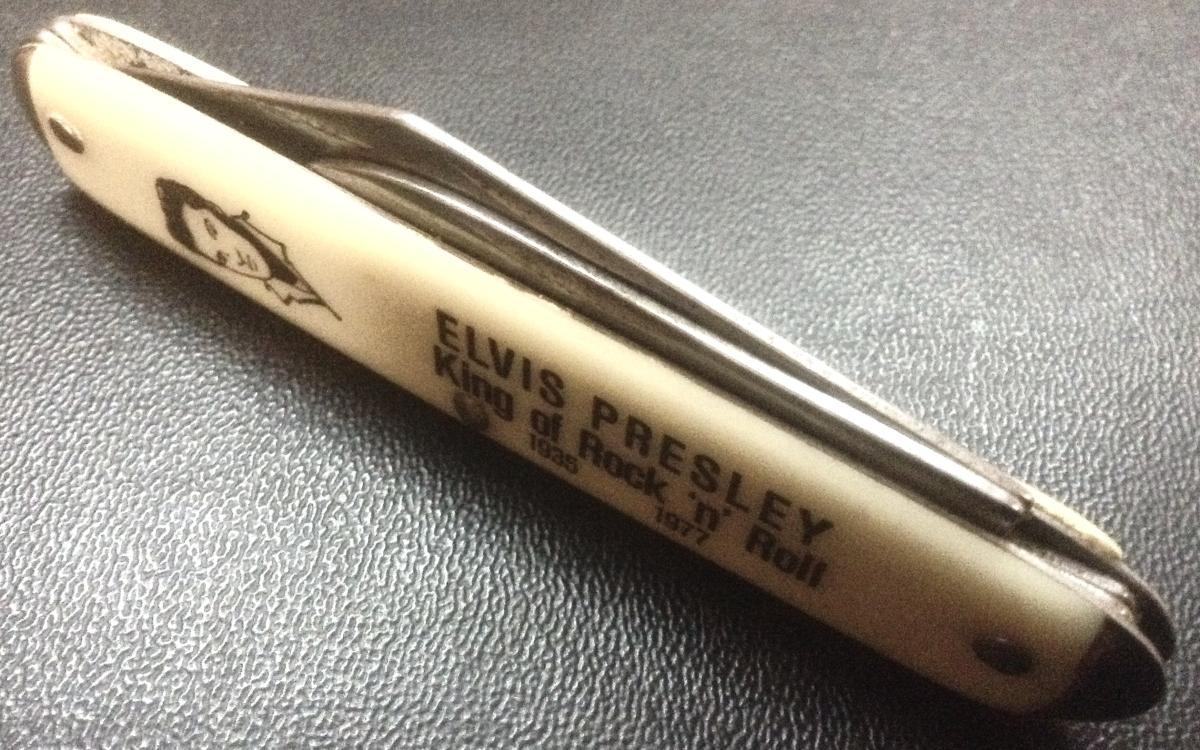 ELVIS PRESLEY
King of Rock 'n' Roll
1935 1977